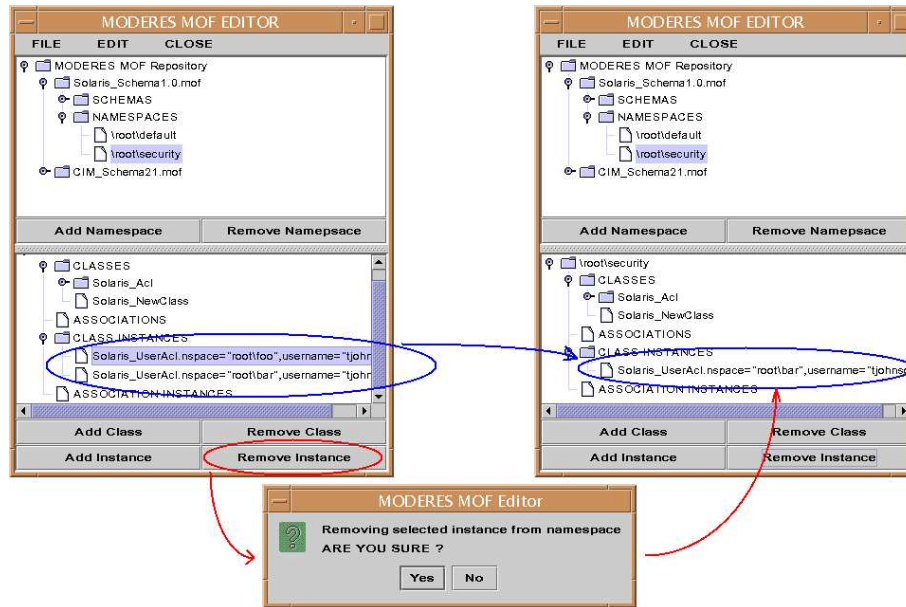 MODERES MOF EDITOR
FILE EDIT CLOSE
MODERES MOF Repository
Solaris_Schema1.0.mof
SCHEMAS
NAMESPACES
\root\default
\root\security
CIM_Schema21.mof
Add Namespace Remove Namepsace
CLASSES
Solaris_Acl
Solaris_NewClass
ASSOCIATIONS
CLASS INSTANCES
Solaris_UserAcl.nspace="root\foo",username="tjohn
Solaris_UserAcl.nspace="root\bar",username="tjohn
ASSOCIATION INSTANCES
Add Class Remove Class
Add Instance Remove Instance
MODERES MOF EDITOR
FILE EDIT CLOSE
MODERES MOF Repository
Solaris_Schema1.0.mof
SCHEMAS
NAMESPACES
\root\default
\root\security
CIM_Schema21.mof
Add Namespace Remove Namepsace
\root\security
CLASSES
Solaris_Acl
Solaris_NewClass
ASSOCIATIONS
CLASS INSTANCES
Solaris_UserAcl.nspace="root\bar",username="tjohnso
ASSOCIATION INSTANCES
Add Class Remove Class
Add Instance Remove Instance
MODERES MOF Editor
Removing selected instance from namespace
ARE YOU SURE ?
Yes No